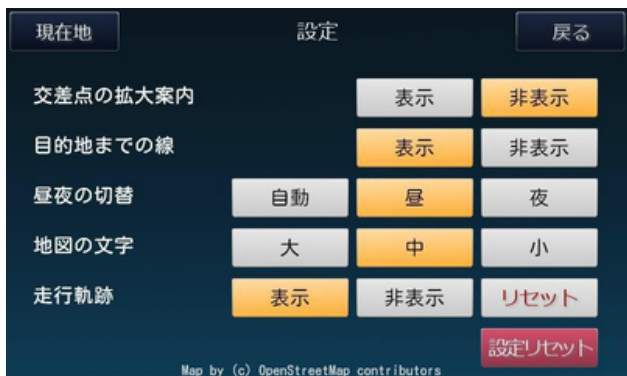 現在地 設定 戻る
交差点の拡大案内 表示 非表示
目的地までの線 表示 非表示
昼夜の切替 自動 昼 夜
地図の文字 大 中 小
走行軌跡 表示 非表示 リセット
設定リセット
Map by (c) OpenStreetMap contributors